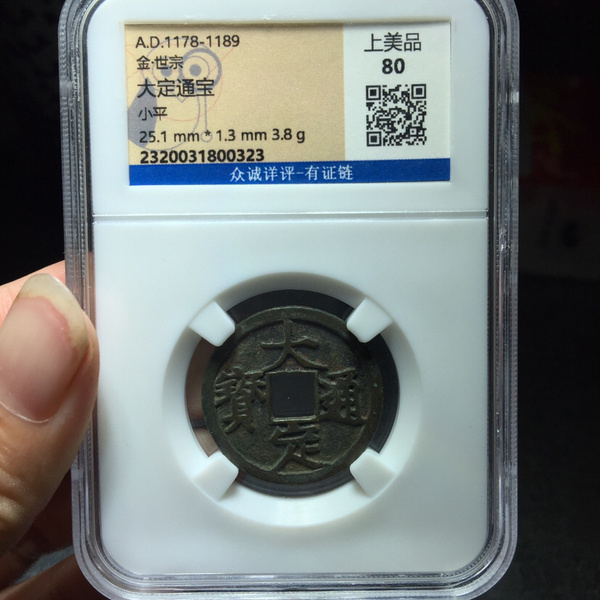 A.D.1178-1189
金·世宗
大定通宝
小平
25.1 mm * 1.3 mm 3.8 g
2320031800323
上美品
80
众诚详评-有证链
大定通寶